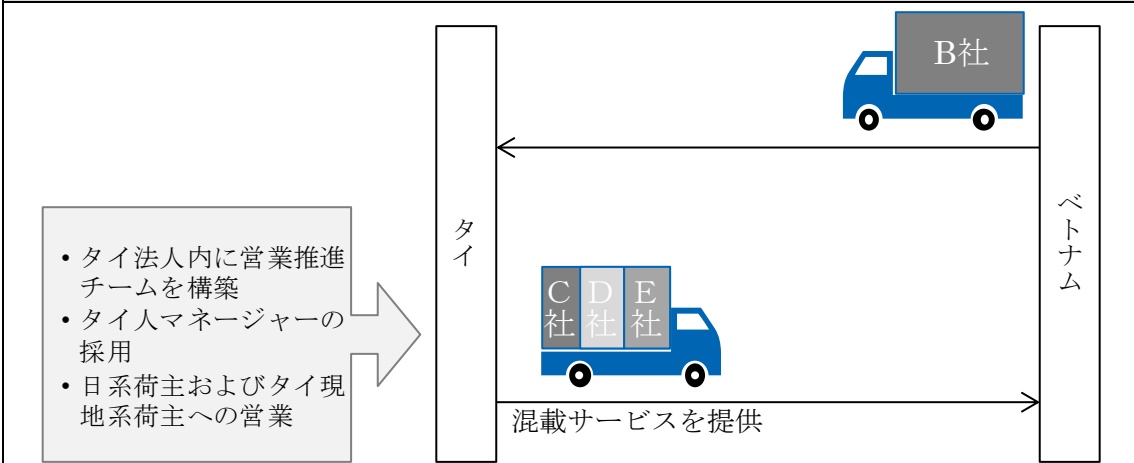 B社
タイ
ベトナム
• タイ法人内に営業推進
チームを構築
• タイ人マネージャーの
採用
• 日系荷主およびタイ現
地系荷主への営業
C社
D社
E社
混載サービスを提供